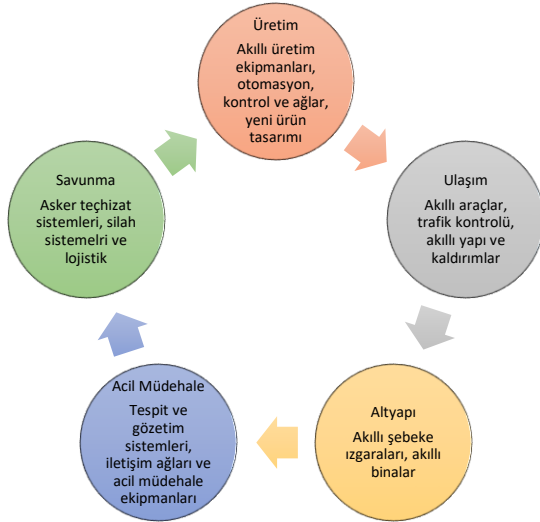 Üretim
Akıllı üretim
ekipmanları,
otomasyon,
kontrol ve ağlar,
yeni ürün
tasarımı
Ulaşım
Akıllı araçlar,
trafik kontrolü,
akıllı yapı ve
kaldırımlar
Altyapı
Akıllı şebeke
ızgaraları, akıllı
binalar
Acil Müdehale
Tespit ve
gözetim
sistemleri,
iletişim ağları ve
acil müdehale
ekipmanları
Savunma
Asker teçhizat
sistemleri, silah
sistemelri ve
lojistik